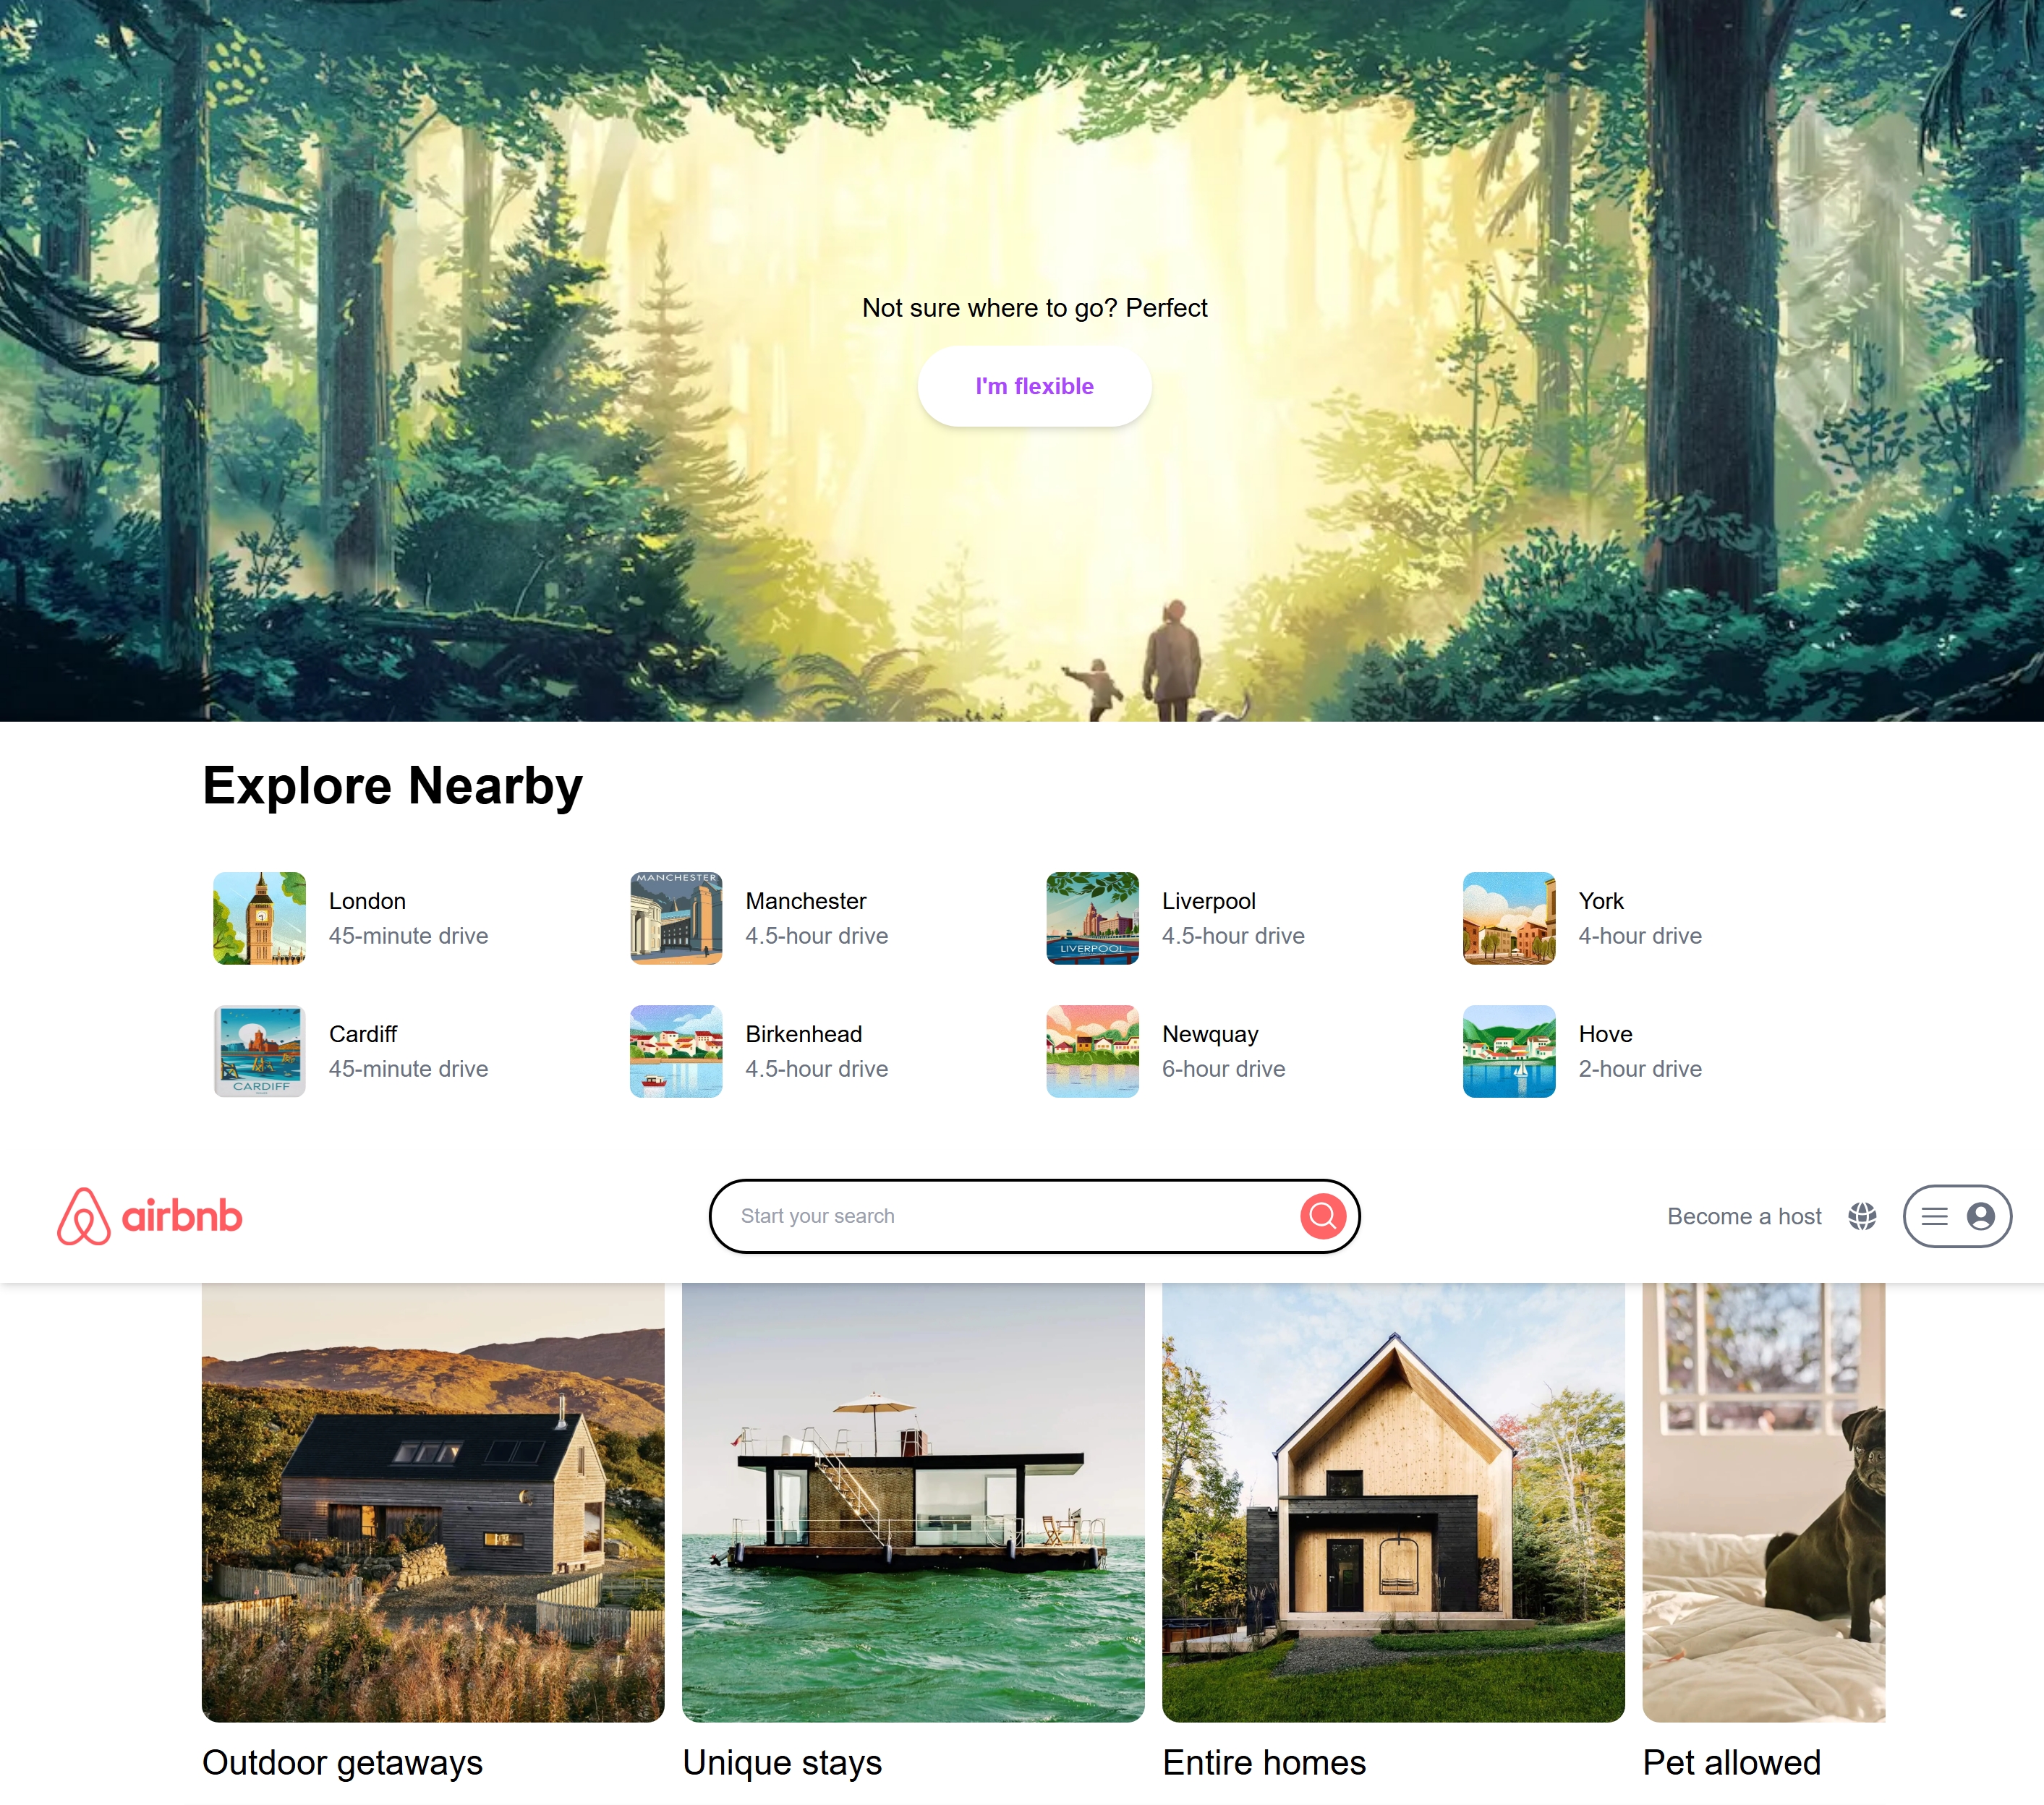 Not sure where to go? Perfect
I'm flexible
Explore Nearby
London
45-minute drive
MANCHESTER
Manchester
4.5-hour drive
LIVERPOOL
Liverpool
4.5-hour drive
York
4-hour drive
CARDIFF
Cardiff
45-minute drive
Birkenhead
4.5-hour drive
Newquay
6-hour drive
Hove
2-hour drive
airbnb
Start your search
Become a host
Outdoor getaways
Unique stays
Entire homes
Pet allowed